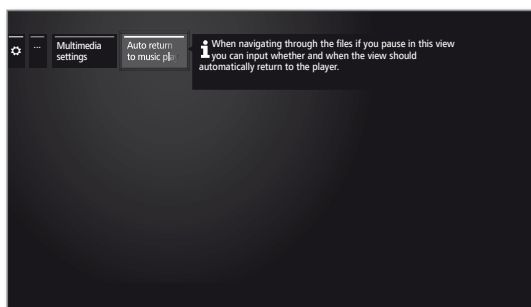 ...
Multimedia
settings
Auto return
to music pla
When navigating through the files if you pause in this view
you can input whether and when the view should
automatically return to the player.